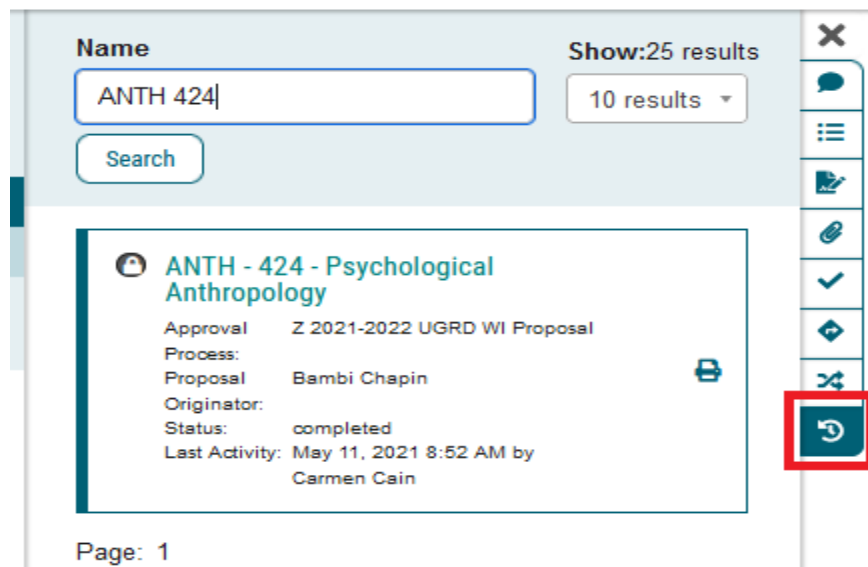 Name
Show:25 results
ANTH 424
10 results
Search
ANTH - 424 - Psychological
Anthropology
Approval Z 2021-2022 UGRD WI Proposal
Process:
Proposal Bambi Chapin
Originator:
Status: completed
Last Activity: May 11, 2021 8:52 AM by
Carmen Cain
Page: 1